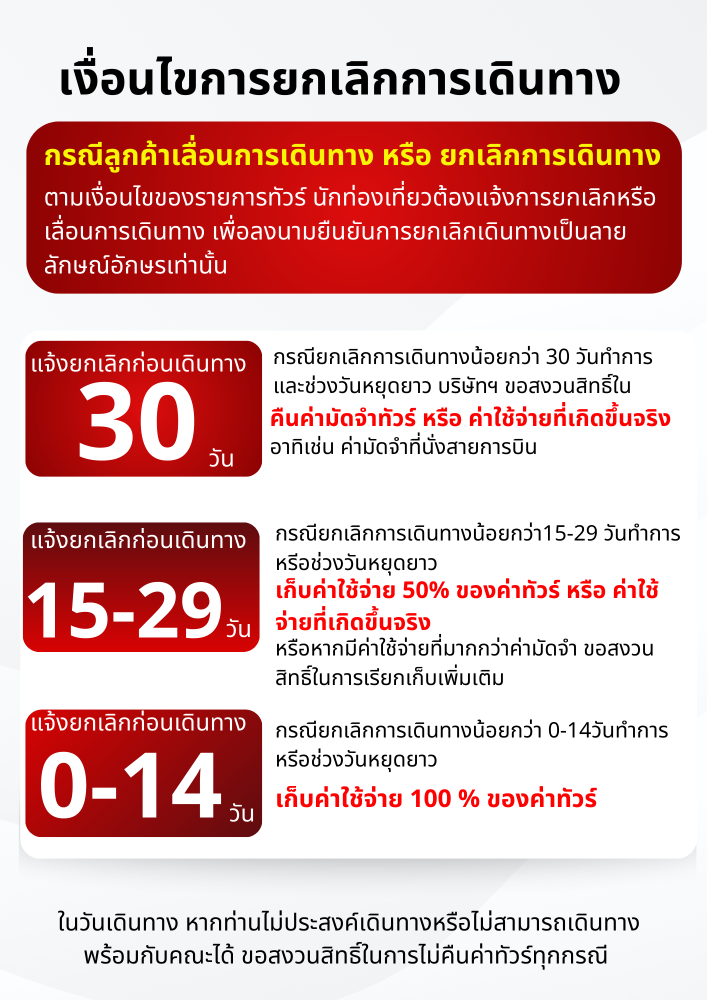 เงื่อนไขการยกเลิกการเดินทาง
กรณีลูกค้าเลื่อนการเดินทาง หรือ ยกเลิกการเดินทาง
ตามเงื่อนไขของรายการทัวร์ นักท่องเที่ยวต้องแจ้งการยกเลิกหรือ
เลื่อนการเดินทาง เพื่อลงนามยืนยันการยกเลิกเดินทางเป็นลาย
ลักษณ์อักษรเท่านั้น
แจ้งยกเลิกก่อนเดินทาง
30 วัน
กรณียกเลิกการเดินทางน้อยกว่า 30 วันทำการ
และช่วงวันหยุดยาว บริษัทฯ ขอสงวนสิทธิ์ใน
คืนค่ามัดจำทัวร์ หรือ ค่าใช้จ่ายที่เกิดขึ้นจริง
อาทิเช่น ค่ามัดจำที่นั่งสายการบิน
แจ้งยกเลิกก่อนเดินทาง
15-29 วัน
กรณียกเลิกการเดินทางน้อยกว่า15-29 วันทำการ
หรือช่วงวันหยุดยาว
เก็บค่าใช้จ่าย 50% ของค่าทัวร์ หรือ ค่าใช้
จ่ายที่เกิดขึ้นจริง
หรือหากมีค่าใช้จ่ายที่มากกว่าค่ามัดจำ ขอสงวน
สิทธิ์ในการเรียกเก็บเพิ่มเติม
แจ้งยกเลิกก่อนเดินทาง
0-14 วัน
กรณียกเลิกการเดินทางน้อยกว่า 0-14วันทำการ
หรือช่วงวันหยุดยาว
เก็บค่าใช้จ่าย 100 % ของค่าทัวร์
ในวันเดินทาง หากท่านไม่ประสงค์เดินทางหรือไม่สามารถเดินทาง
พร้อมกับคณะได้ ขอสงวนสิทธิ์ในการไม่คืนค่าทัวร์ทุกกรณี